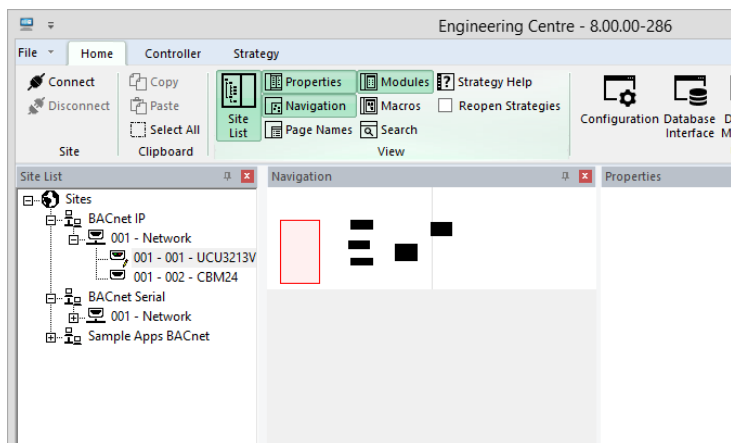 Engineering Centre - 8.00.00-286
File Home Controller Strategy
Connect Copy Properties Modules Strategy Help
Disconnect Paste Navigation Macros Reopen Strategies
Select All Site List Page Names Search
Configuration Database Interface
Site Clipboard View
Site List Navigation Properties
Sites
BACnet IP
001 - Network
001 - 001 - UCU3213V
001 - 002 - CBM24
BACnet Serial
001 - Network
Sample Apps BACnet